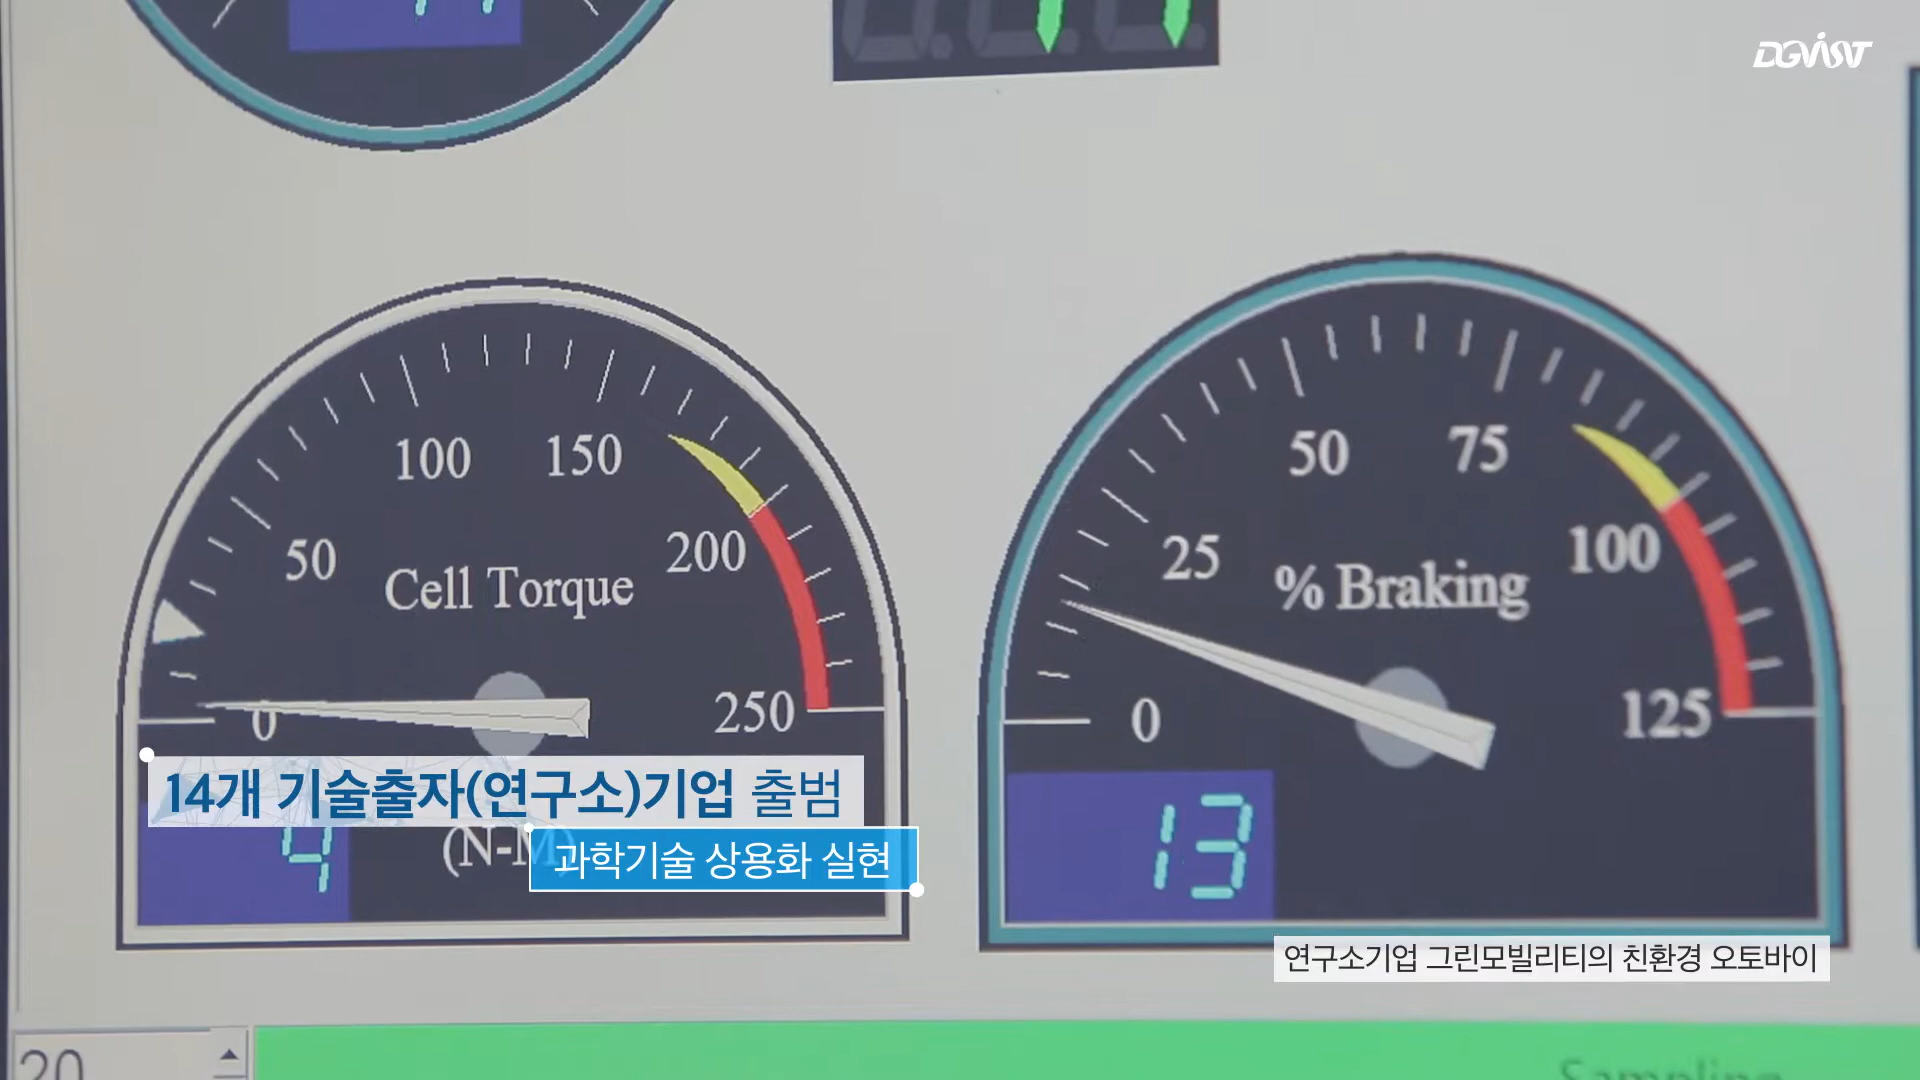 DGIST
100 150
50 200
Cell Torque
0 250
4 (N-M)
50 75
25 100
% Braking
0 125
13
14개 기술출자(연구소)기업 출범
과학기술 상용화 실현
연구소기업 그린모빌리티의 친환경 오토바이
20
Sampling